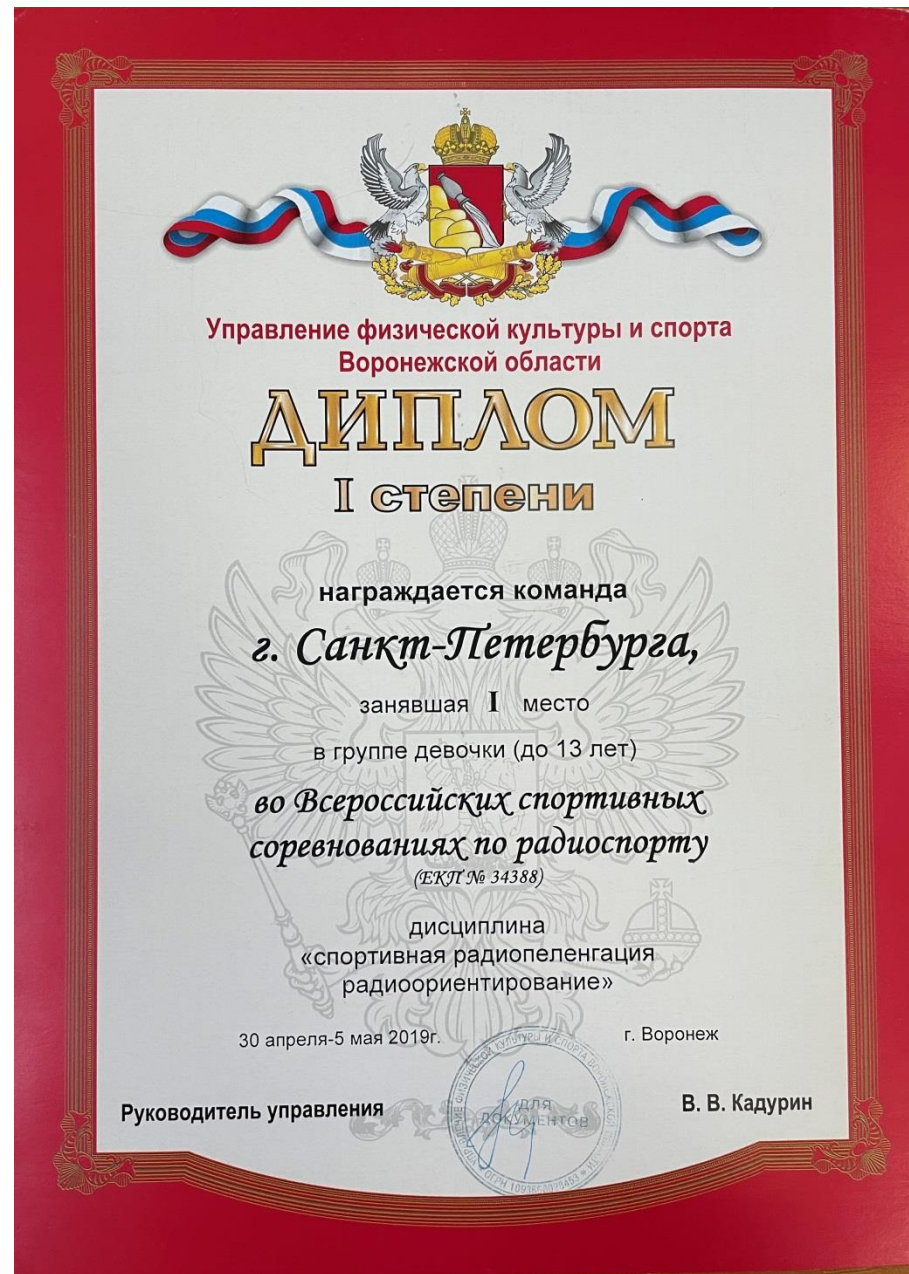 Управление физической культуры и спорта
Воронежской области
ДИПЛОМ
I степени
награждается команда
г. Санкт-Петербурга,
занявшая I место
в группе девочки (до 13 лет)
во Всероссийских спортивных
соревнованиях по радиоспорту
(ЕКП № 34388)
дисциплина
«спортивная радиопеленгация
радиоориентирование»
30 апреля-5 мая 2019г.
г. Воронеж
Руководитель управления
ДЛЯ
ДОКУМЕНТОВ
В. В. Кадурин